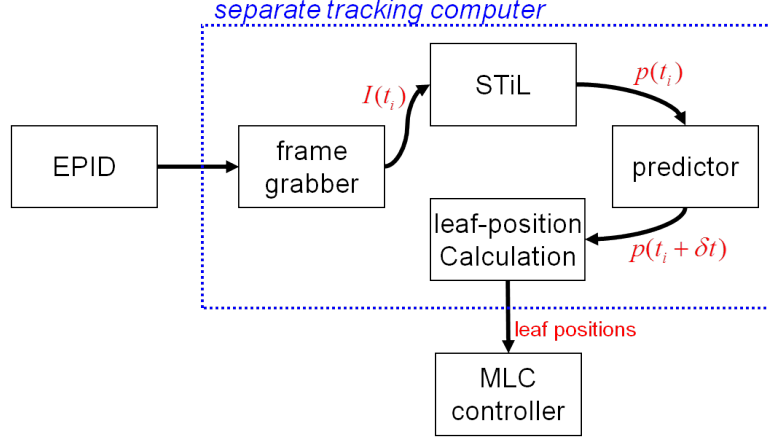 separate tracking computer
STiL
I(t_i)
p(t_i)
EPID
frame
grabber
predictor
leaf-position
Calculation
p(t_i + δt)
leaf positions
MLC
controller